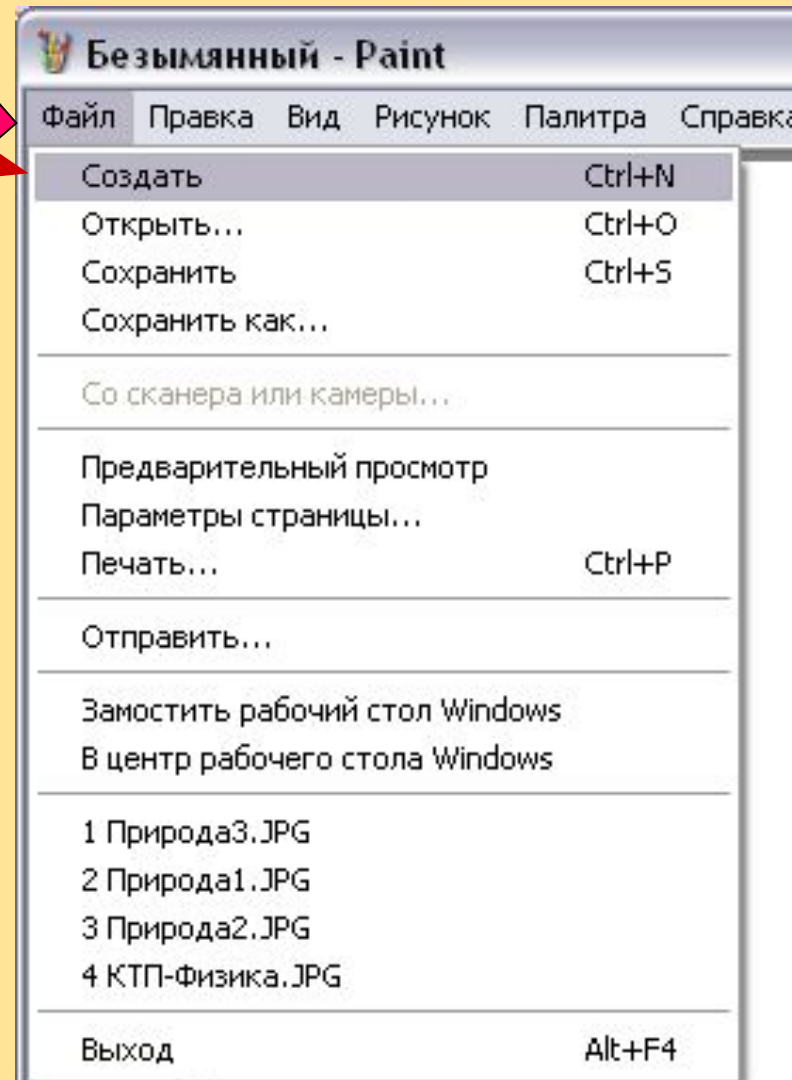 Безымянный - Paint
Файл Правка Вид Рисунок Палитра Справка
Создать Ctrl+N
Открыть... Ctrl+O
Сохранить Ctrl+S
Сохранить как...
Со сканера или камеры...
Предварительный просмотр
Параметры страницы...
Печать... Ctrl+P
Отправить...
Замостить рабочий стол Windows
В центр рабочего стола Windows
1 Природа3.JPG
2 Природа1.JPG
3 Природа2.JPG
4 КТП-Физика.JPG
Выход Alt+F4